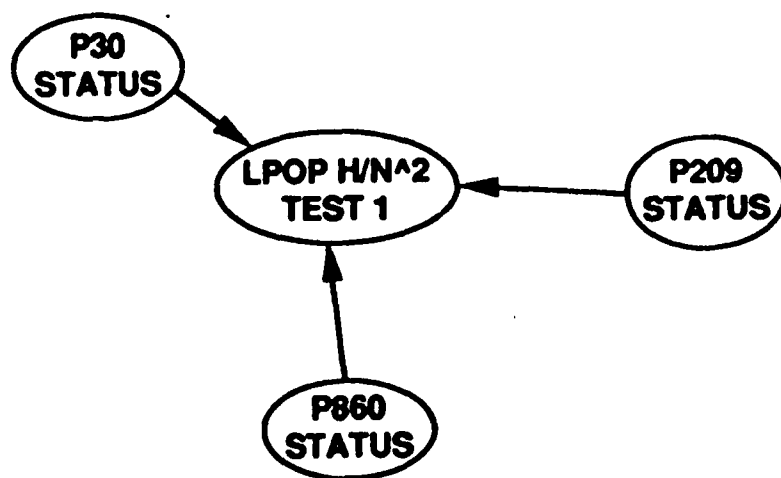 P30
STATUS
LPOP H/N^2
TEST 1
P209
STATUS
P860
STATUS